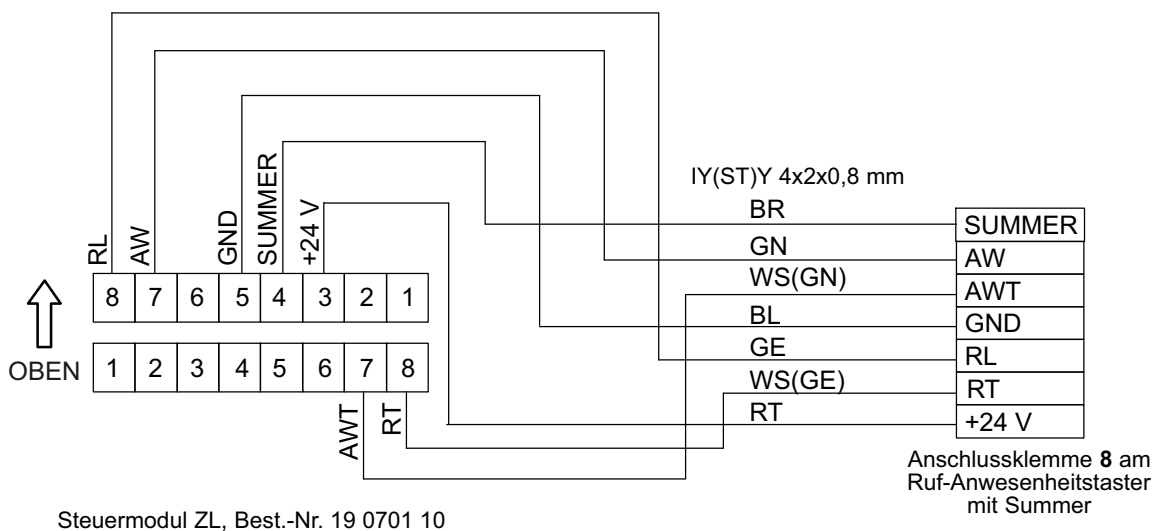 IY(ST)Y 4x2x0,8 mm
RL
AW
GND
SUMMER
+24 V
8 7 6 5 4 3 2 1
OBEN
1 2 3 4 5 6 7 8
AWT
RT
BR
SUMMER
GN
AW
WS(GN)
AWT
BL
GND
GE
RL
WS(GE)
RT
RT
+24 V
Anschlussklemme 8 am
Ruf-Anwesenheitstaster
mit Summer
Steuermodul ZL, Best.-Nr. 19 0701 10